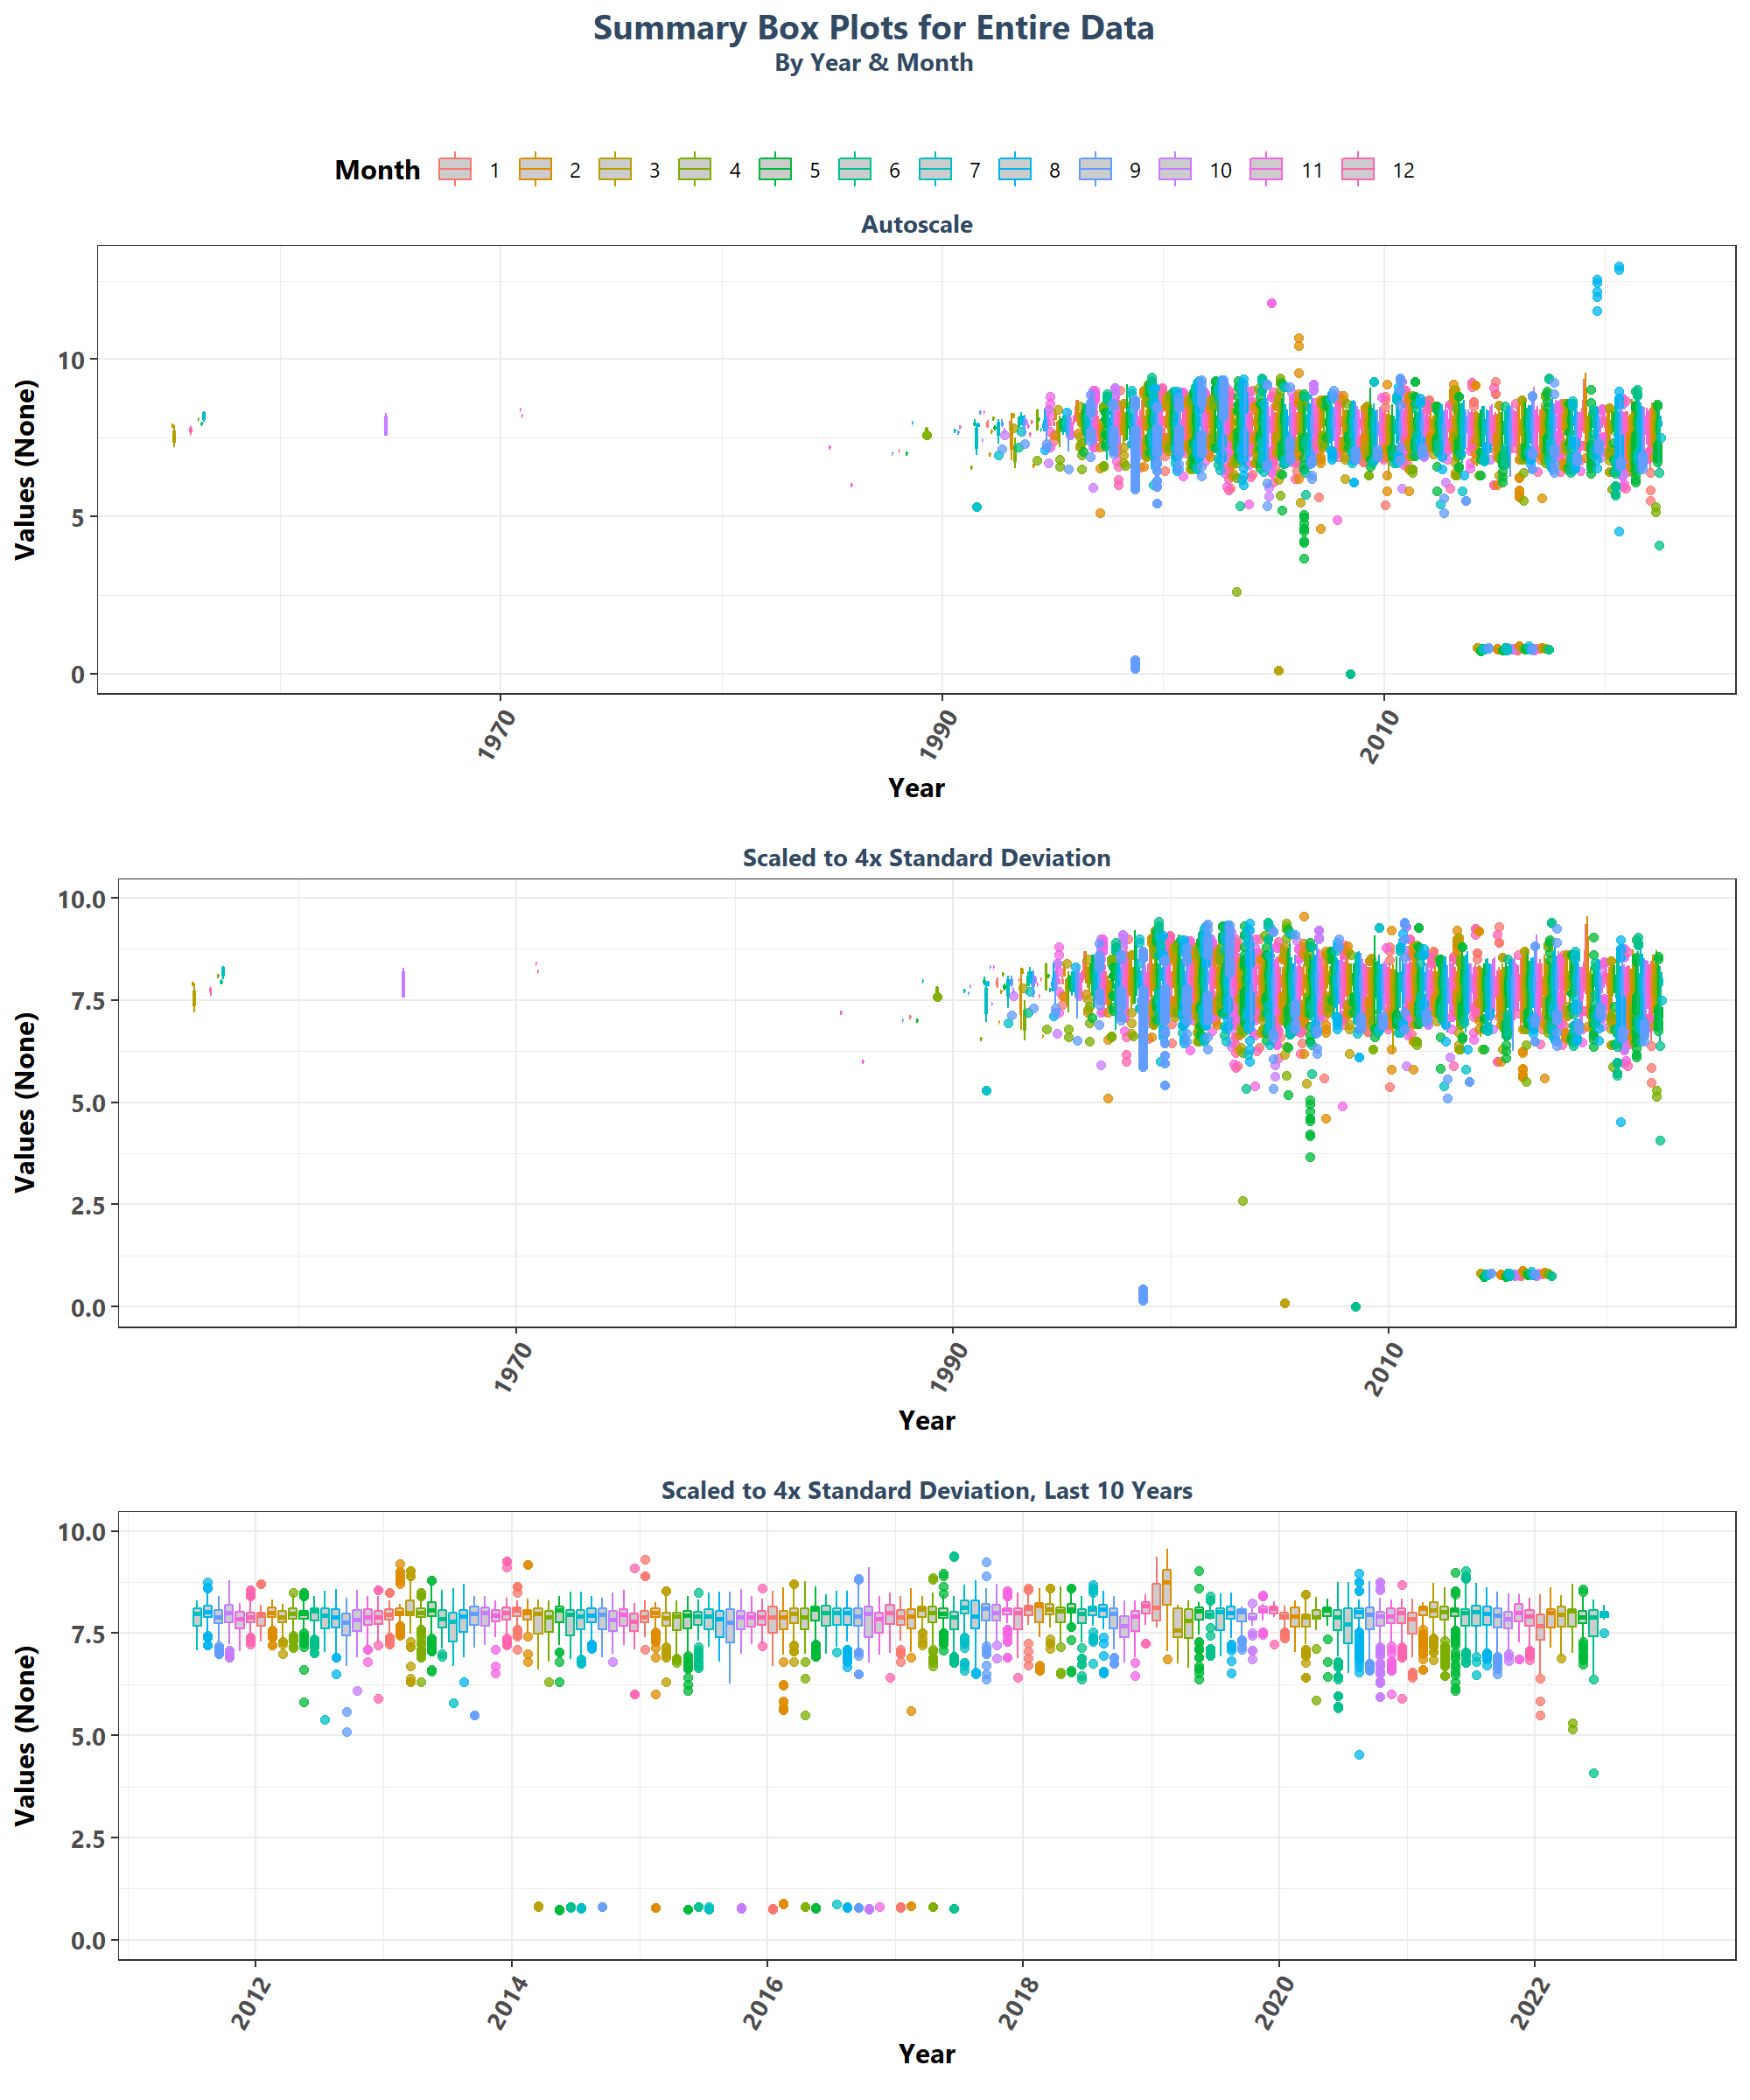 Summary Box Plots for Entire Data
By Year & Month
Month 1 2 3 4 5 6 7 8 9 10 11 12
Autoscale
Values (None)
10
5
0
1970 1990 2010
Year
Scaled to 4x Standard Deviation
Values (None)
10.0
7.5
5.0
2.5
0.0
1970 1990 2010
Year
Scaled to 4x Standard Deviation, Last 10 Years
Values (None)
10.0
7.5
5.0
2.5
0.0
2012 2014 2016 2018 2020 2022
Year